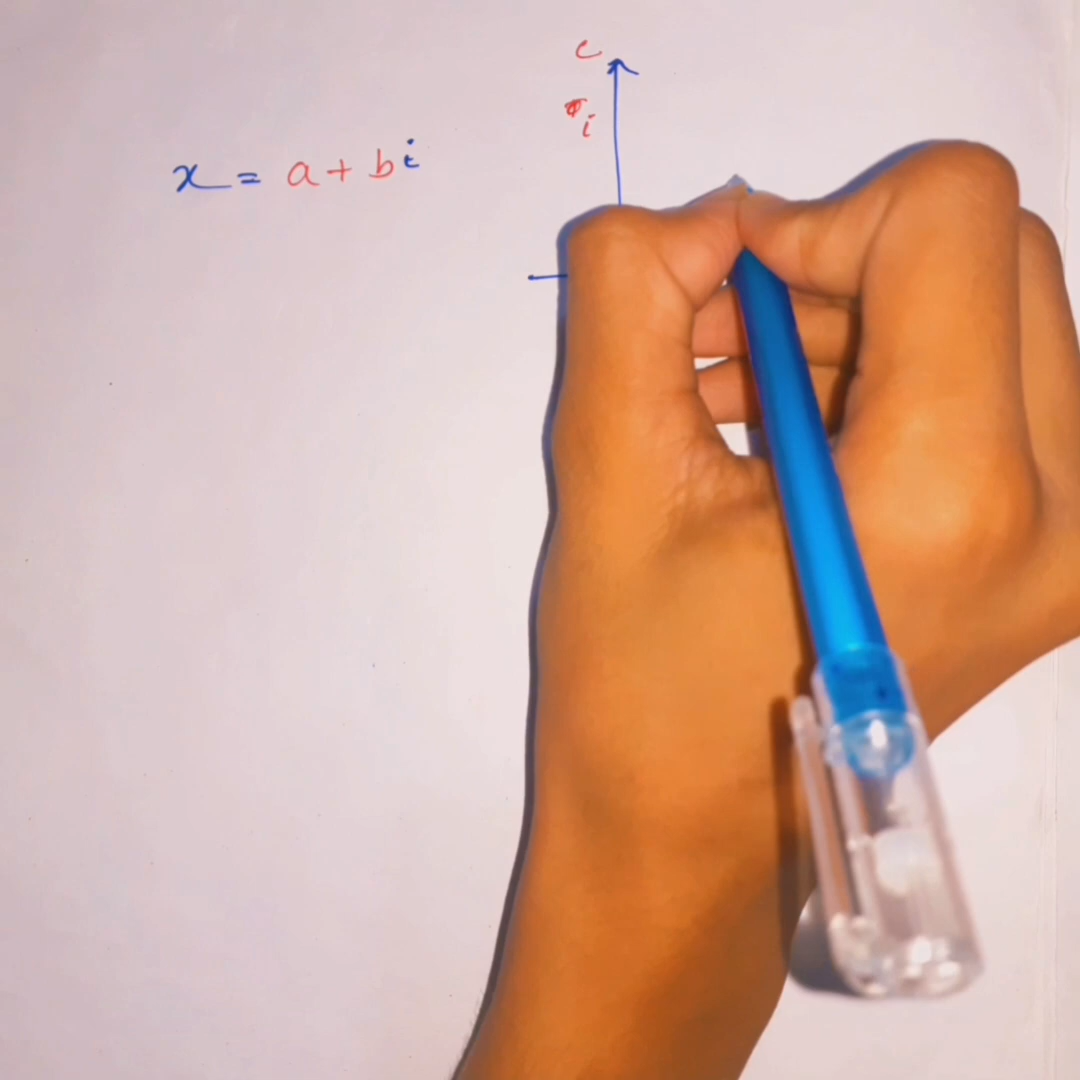 c
i
x = a + bi